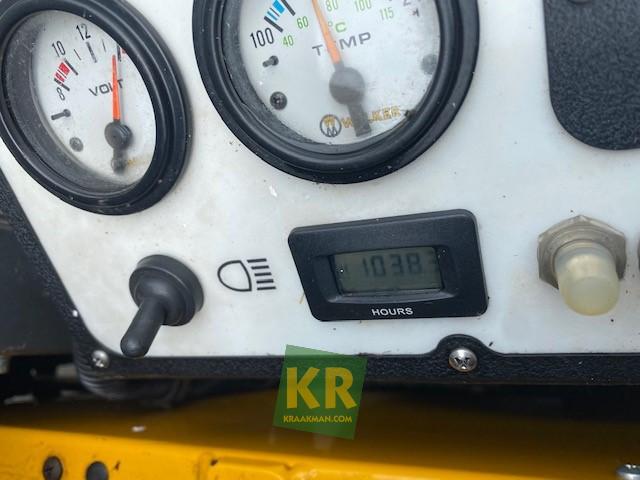 10 12
8
VOLT
100
40 60 80 100 115
°C
TEMP
WALKER
1038
HOURS
KR
KRAAKMAN.COM